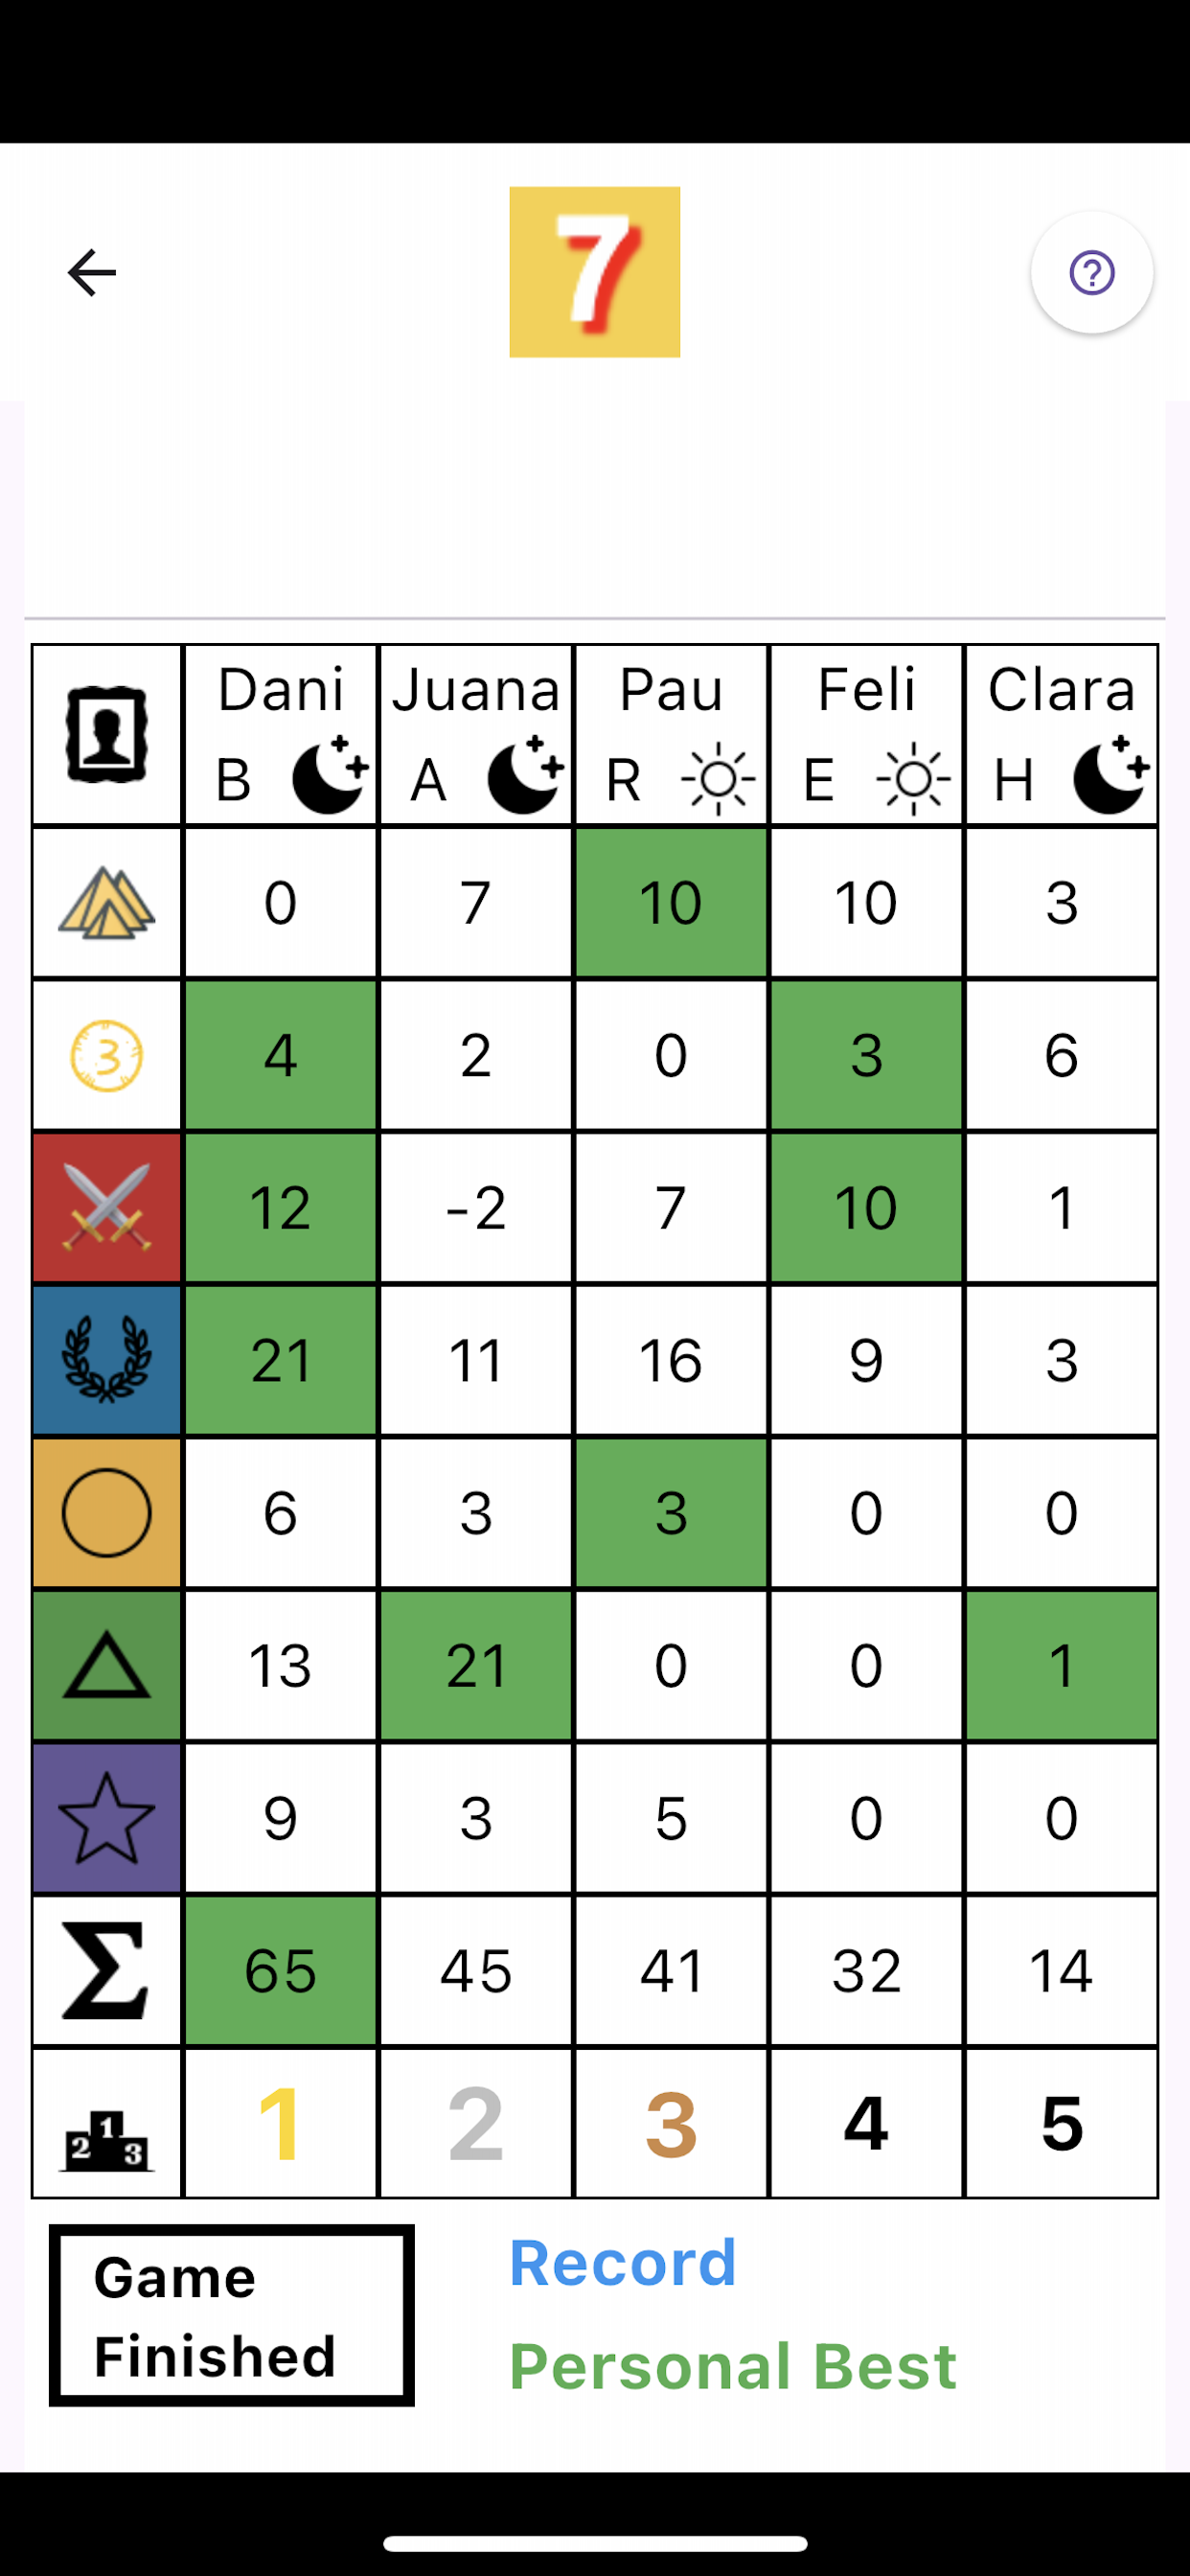 7
Dani Juana Pau Feli Clara
B A R E H
0 7 10 10 3
3 4 2 0 3 6
12 -2 7 10 1
21 11 16 9 3
6 3 3 0 0
13 21 0 0 1
9 3 5 0 0
Σ 65 45 41 32 14
2 1 3 1 2 3 4 5
Game
Finished
Record
Personal Best